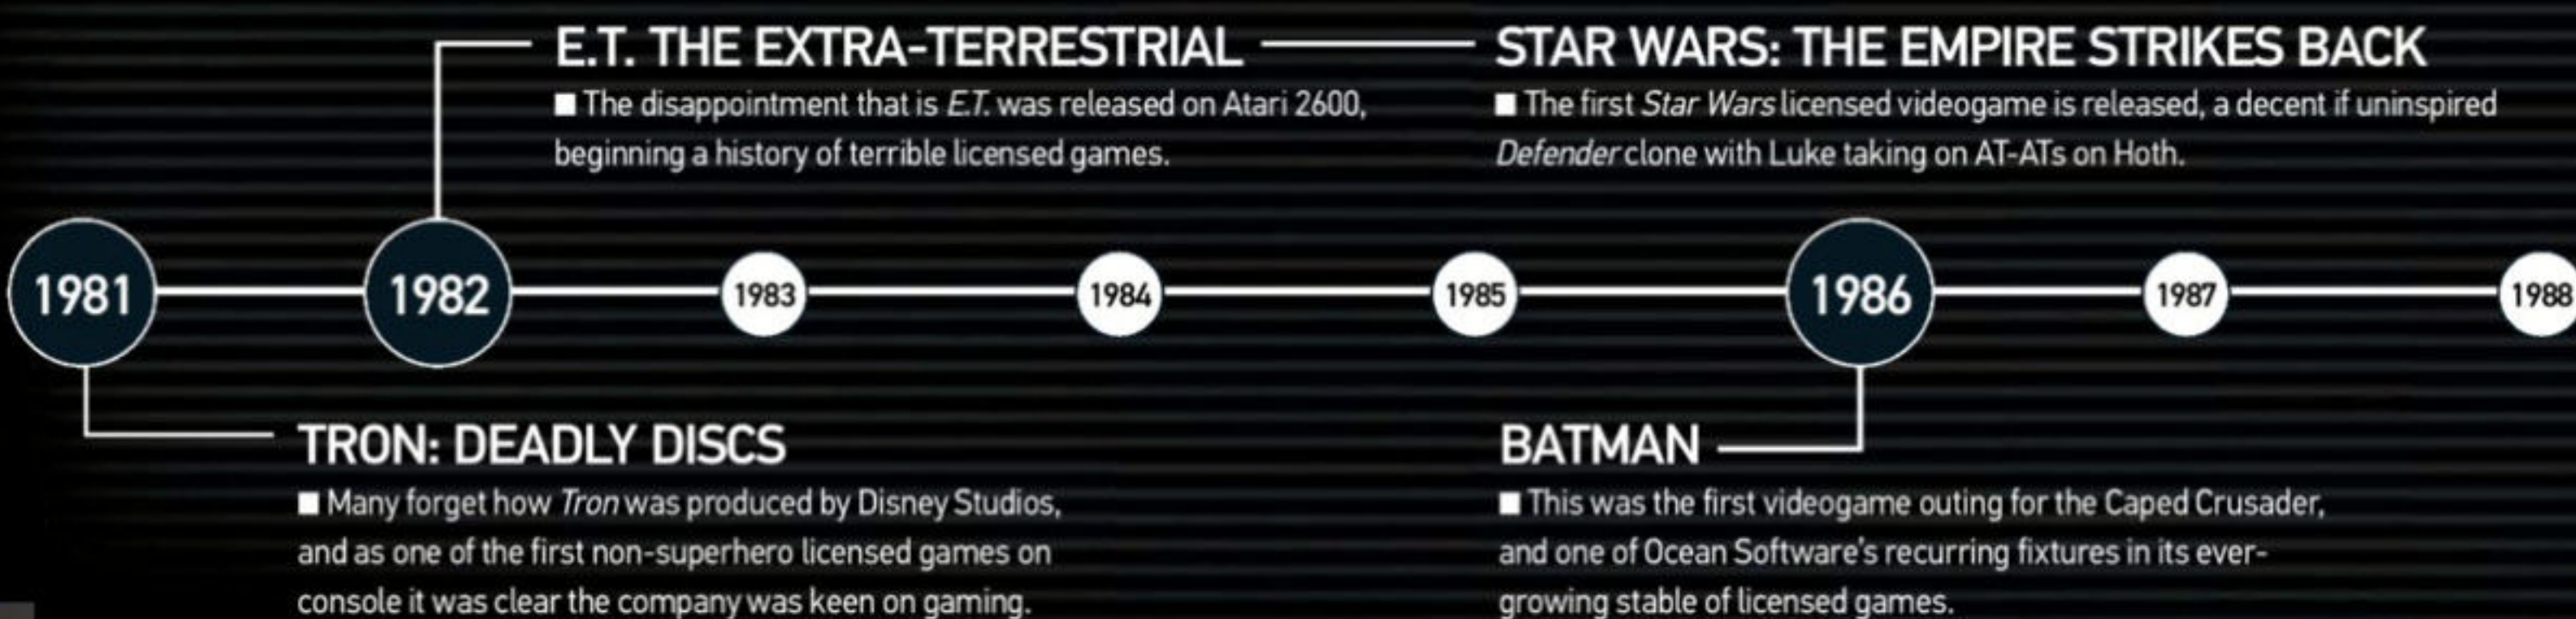 E.T. THE EXTRA-TERRESTRIAL
■ The disappointment that is E.T. was released on Atari 2600,
beginning a history of terrible licensed games.
STAR WARS: THE EMPIRE STRIKES BACK
■ The first Star Wars licensed videogame is released, a decent if uninspired
Defender clone with Luke taking on AT-ATs on Hoth.
1981
1982
1983
1984
1985
1986
1987
1988
TRON: DEADLY DISCS
■ Many forget how Tron was produced by Disney Studios,
and as one of the first non-superhero licensed games on
console it was clear the company was keen on gaming.
BATMAN
■ This was the first videogame outing for the Caped Crusader,
and one of Ocean Software's recurring fixtures in its ever-
growing stable of licensed games.